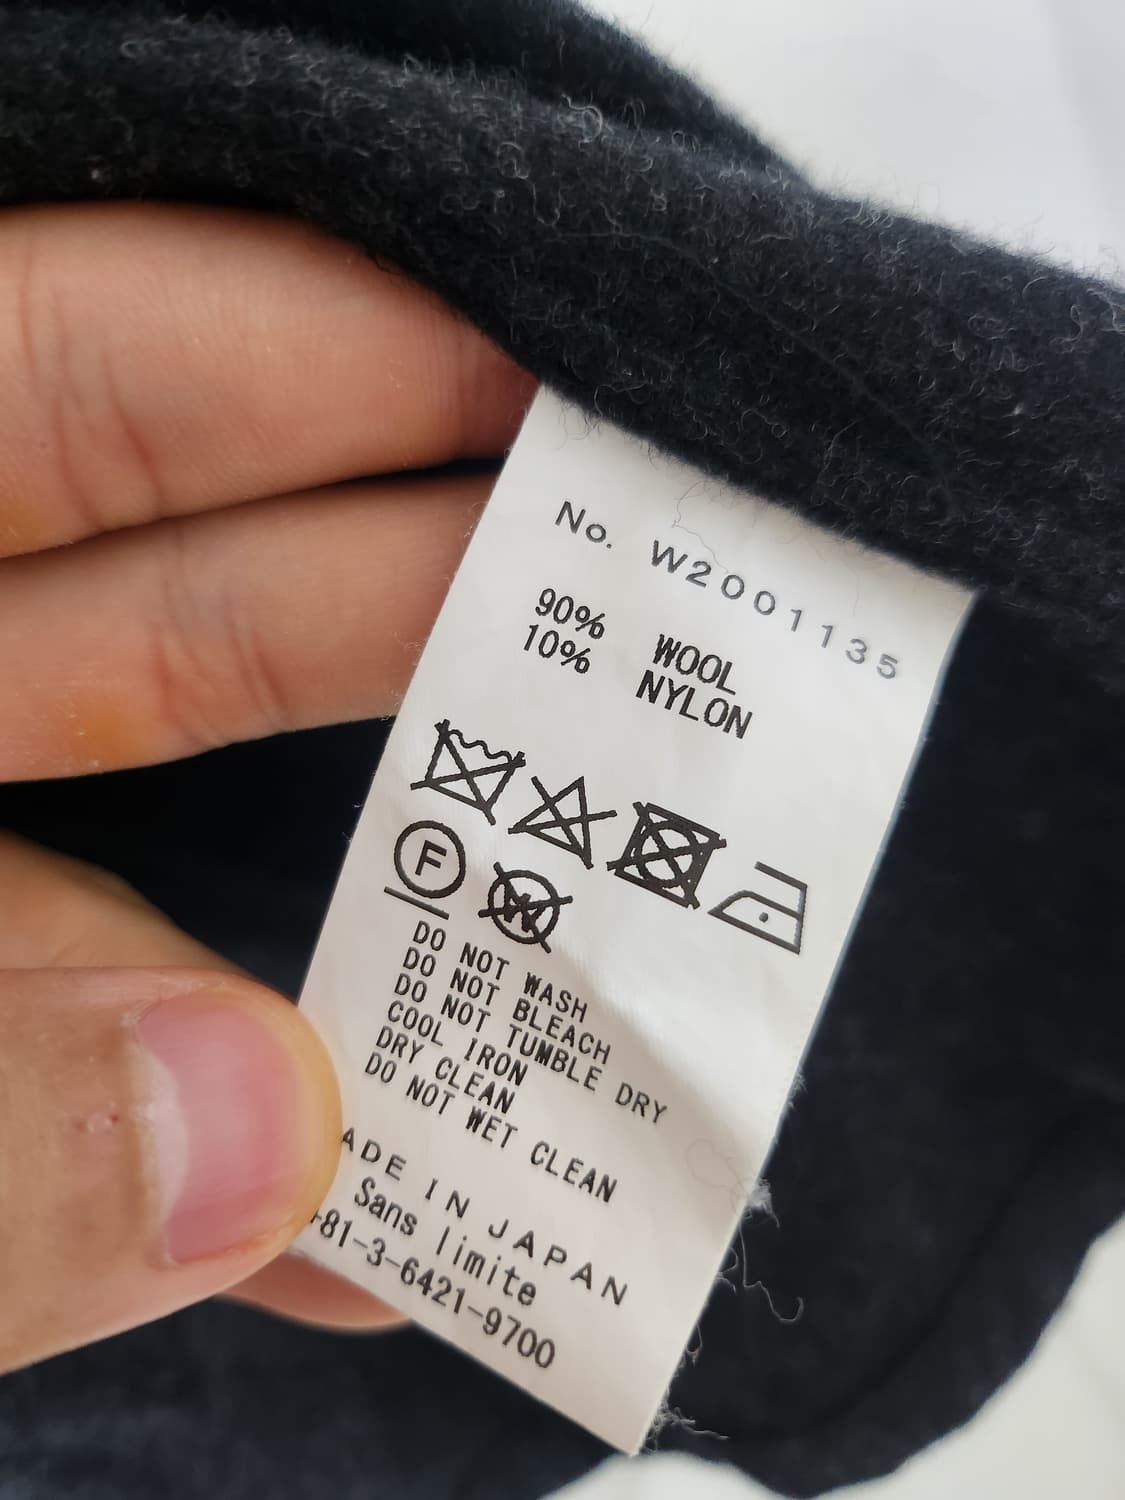 No. W2001135
90% WOOL
10% NYLON
F
W
DO NOT WASH
DO NOT BLEACH
DO NOT TUMBLE DRY
COOL IRON
DRY CLEAN
DO NOT WET CLEAN
ADE IN JAPAN
Sans limite
81-3-6421-9700